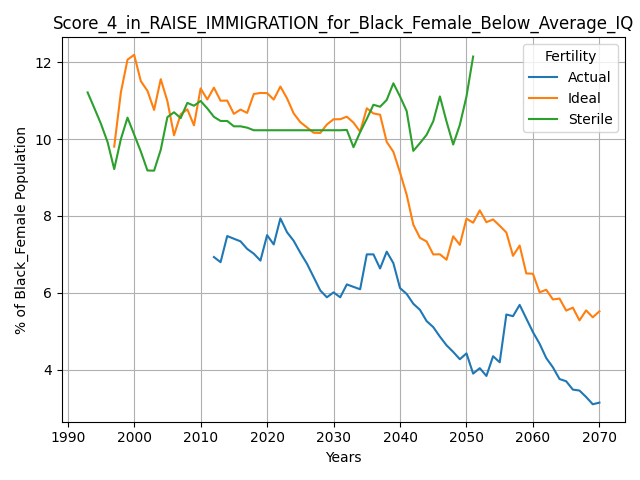 Score_4_in_RAISE_IMMIGRATION_for_Black_Female_Below_Average_IQ
% of Black_Female Population
12
10
8
6
4
Fertility
Actual
Ideal
Sterile
1990 2000 2010 2020 2030 2040 2050 2060 2070
Years